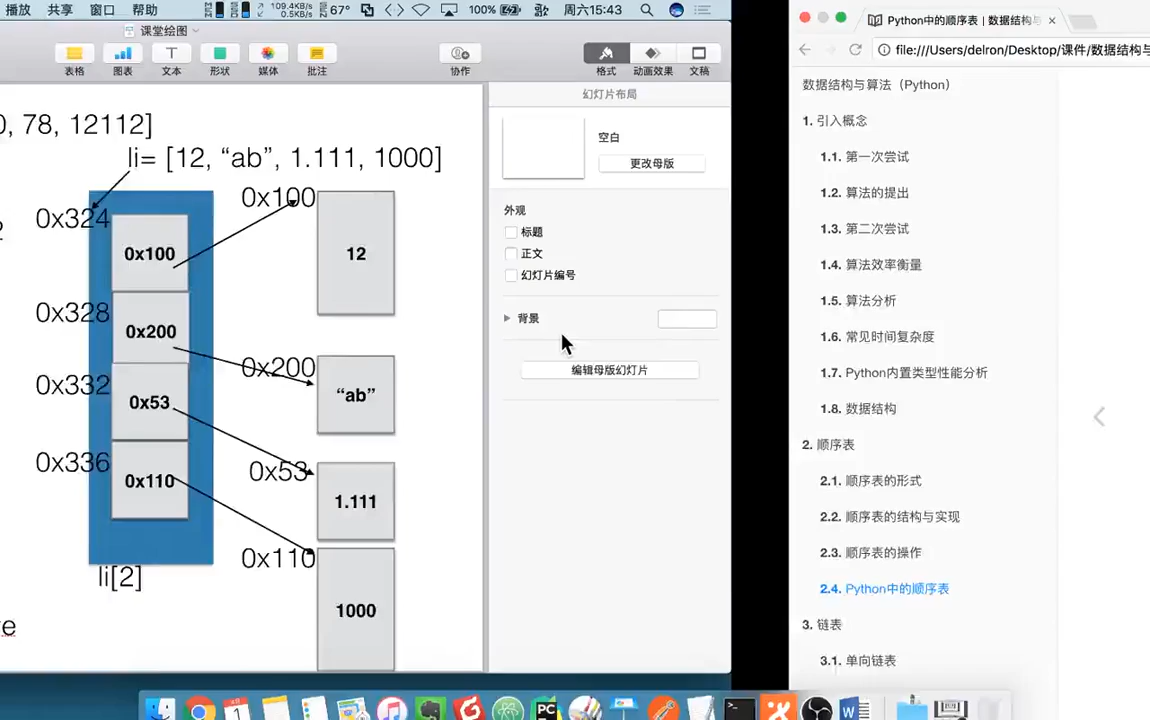 播放 共享 窗口 帮助 109.4KB/s 0.5KB/s 67° 100% 周六15:43
课堂绘图
表格 图表 文本 形状 媒体 批注 协作 格式 动画效果 文稿
幻灯片布局
空白
更改母版
外观
标题
正文
幻灯片编号
背景
编辑母版幻灯片
0, 78, 12112]
li= [12, “ab”, 1.111, 1000]
0x324
0x100
0x100
12
0x328
0x200
0x200
“ab”
0x332
0x53
0x53
1.111
0x336
0x110
0x110
1000
li[2]
re
Python中的顺序表 | 数据结构与
file:///Users/delron/Desktop/课件/数据结构与
数据结构与算法（Python）
1. 引入概念
1.1. 第一次尝试
1.2. 算法的提出
1.3. 第二次尝试
1.4. 算法效率衡量
1.5. 算法分析
1.6. 常见时间复杂度
1.7. Python内置类型性能分析
1.8. 数据结构
2. 顺序表
2.1. 顺序表的形式
2.2. 顺序表的结构与实现
2.3. 顺序表的操作
2.4. Python中的顺序表
3. 链表
3.1. 单向链表